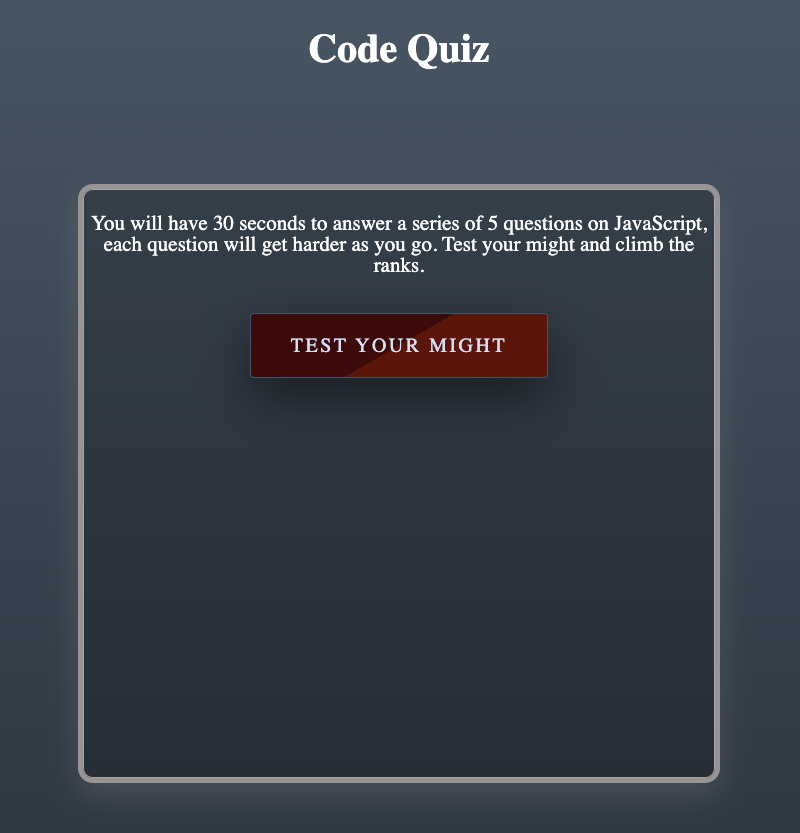 Code Quiz
You will have 30 seconds to answer a series of 5 questions on JavaScript,
each question will get harder as you go. Test your might and climb the
ranks.
TEST YOUR MIGHT